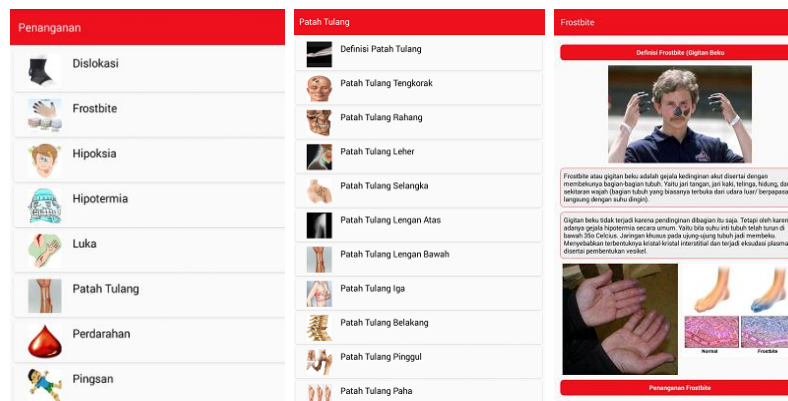 Penanganan
Dislokasi
Frostbite
Hipoksia
Hipotermia
Luka
Patah Tulang
Perdarahan
Pingsan
Patah Tulang
Definisi Patah Tulang
Patah Tulang Tengkorak
Patah Tulang Rahang
Patah Tulang Leher
Patah Tulang Selangka
Patah Tulang Lengan Atas
Patah Tulang Lengan Bawah
Patah Tulang Iga
Patah Tulang Belakang
Patah Tulang Pinggul
Patah Tulang Paha
Frostbite
Definisi Frostbite (Gigitan Beku
Frostbite atau gigitan beku adalah gejala kedinginan akut disertai dengan
membekunya bagian-bagian tubuh. Yaitu jari tangan, jari kaki, telinga, hidung, dan
sekitaran wajah (bagian tubuh yang biasanya terbuka dari udara luar/ berpapasa
langsung dengan suhu dingin).
Gigitan beku tidak terjadi karena pendinginan dibagian itu saja. Tetapi oleh karen
adanya gejala hipotermia secara umum. Yaitu bila suhu inti tubuh telah turun di
bawah 35o Celcius. Jaringan khusus pada ujung-ujung tubuh jadi membeku.
Menyebabkan terbentuknya kristal-kristal interstitial dan terjadi eksudasi plasma
disertai pembentukan vesikel.
Normal
Frostbite
Penanganan Frostbite